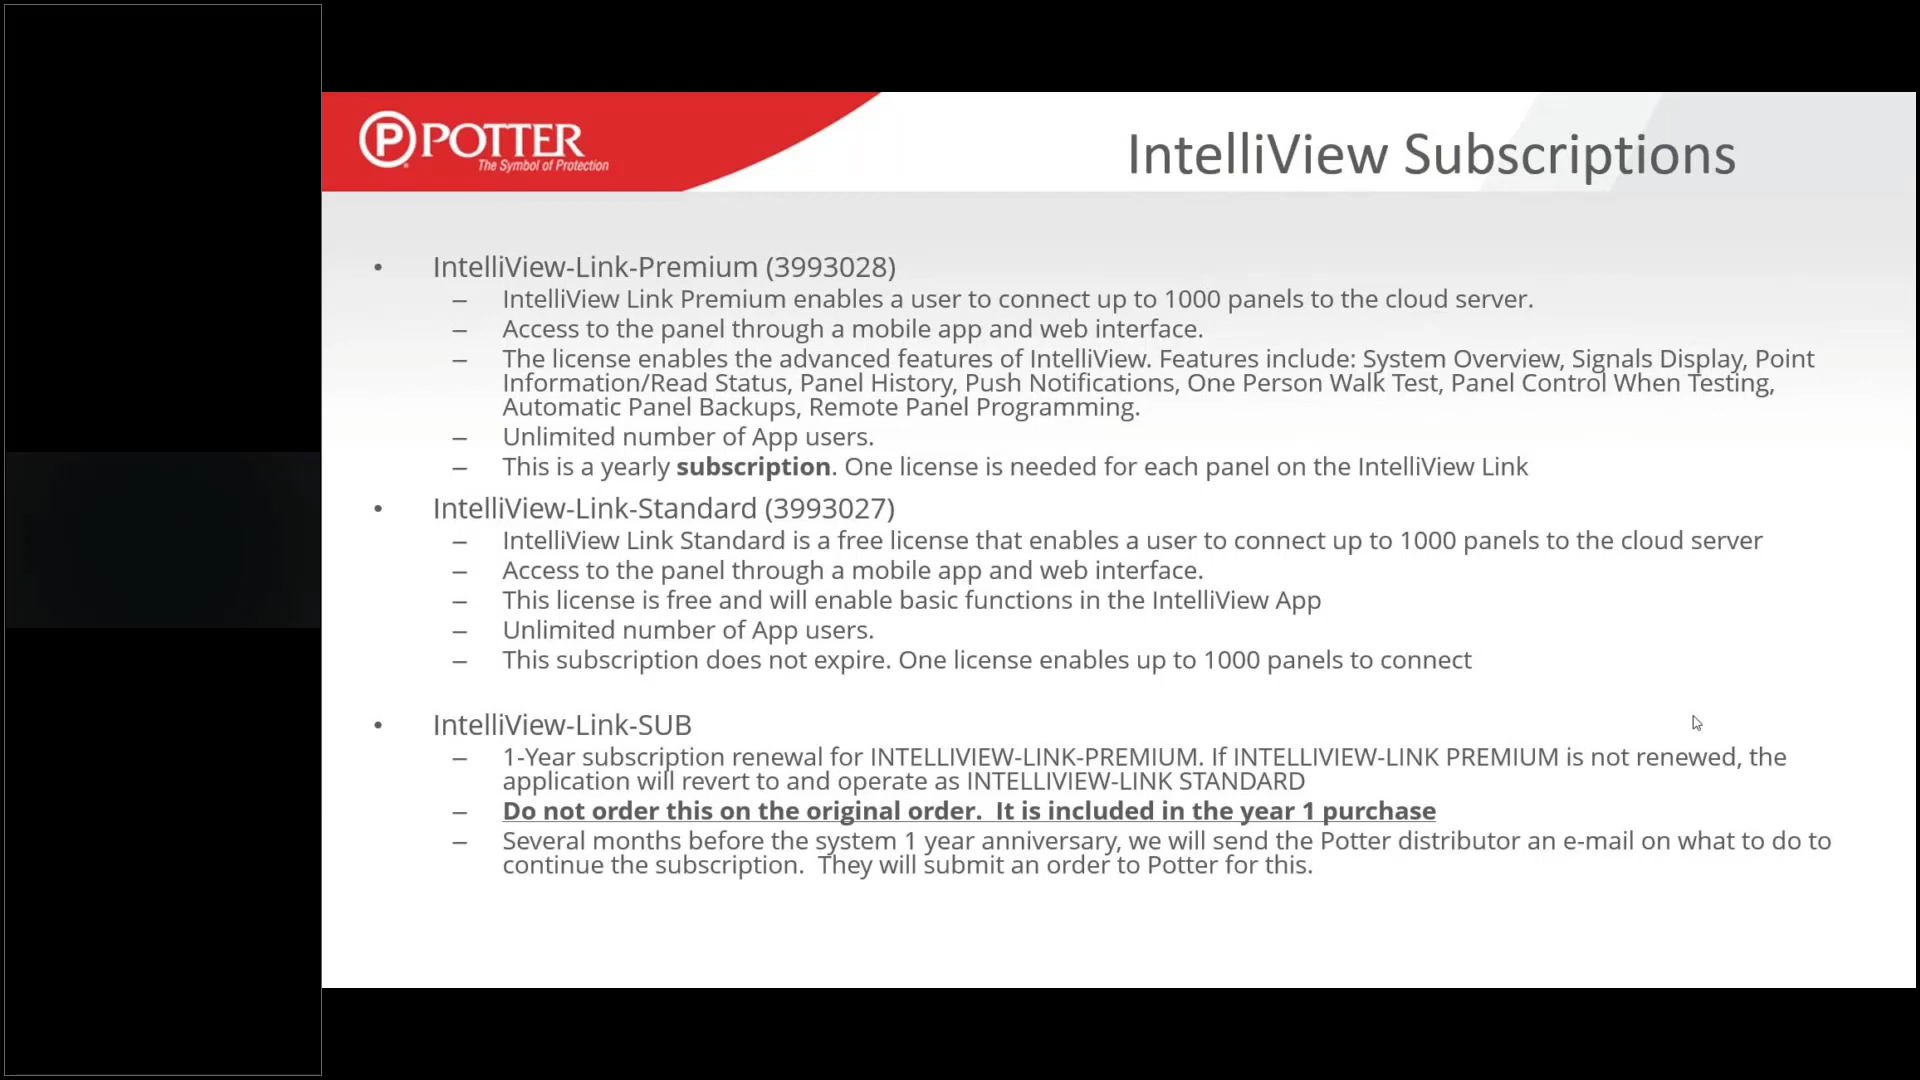 P POTTER
The Symbol of Protection
IntelliView Subscriptions
• IntelliView-Link-Premium (3993028)
– IntelliView Link Premium enables a user to connect up to 1000 panels to the cloud server.
– Access to the panel through a mobile app and web interface.
– The license enables the advanced features of IntelliView. Features include: System Overview, Signals Display, Point
Information/Read Status, Panel History, Push Notifications, One Person Walk Test, Panel Control When Testing,
Automatic Panel Backups, Remote Panel Programming.
– Unlimited number of App users.
– This is a yearly subscription. One license is needed for each panel on the IntelliView Link
• IntelliView-Link-Standard (3993027)
– IntelliView Link Standard is a free license that enables a user to connect up to 1000 panels to the cloud server
– Access to the panel through a mobile app and web interface.
– This license is free and will enable basic functions in the IntelliView App
– Unlimited number of App users.
– This subscription does not expire. One license enables up to 1000 panels to connect
• IntelliView-Link-SUB
– 1-Year subscription renewal for INTELLIVIEW-LINK-PREMIUM. If INTELLIVIEW-LINK PREMIUM is not renewed, the
application will revert to and operate as INTELLIVIEW-LINK STANDARD
– Do not order this on the original order.  It is included in the year 1 purchase
– Several months before the system 1 year anniversary, we will send the Potter distributor an e-mail on what to do to
continue the subscription.  They will submit an order to Potter for this.